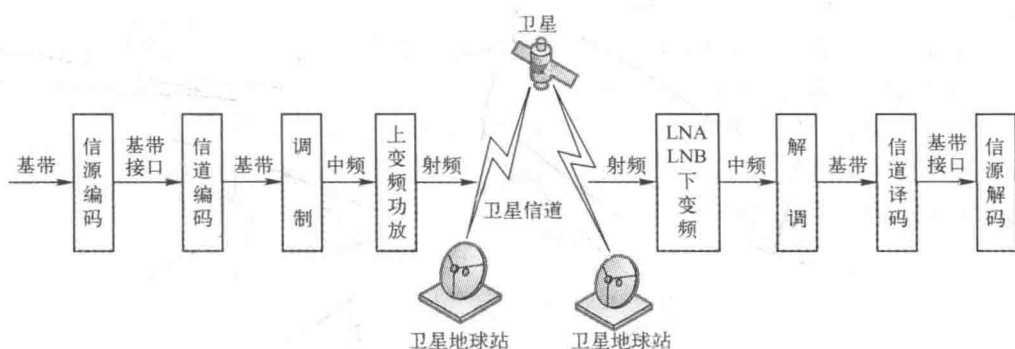 卫星
基带
信源编码
基带接口
信道编码
基带
调制
中频
上变频功放
射频
卫星信道
射频
LNA
LNB
下变频
中频
解调
基带
信道译码
基带接口
信源解码
卫星地球站
卫星地球站